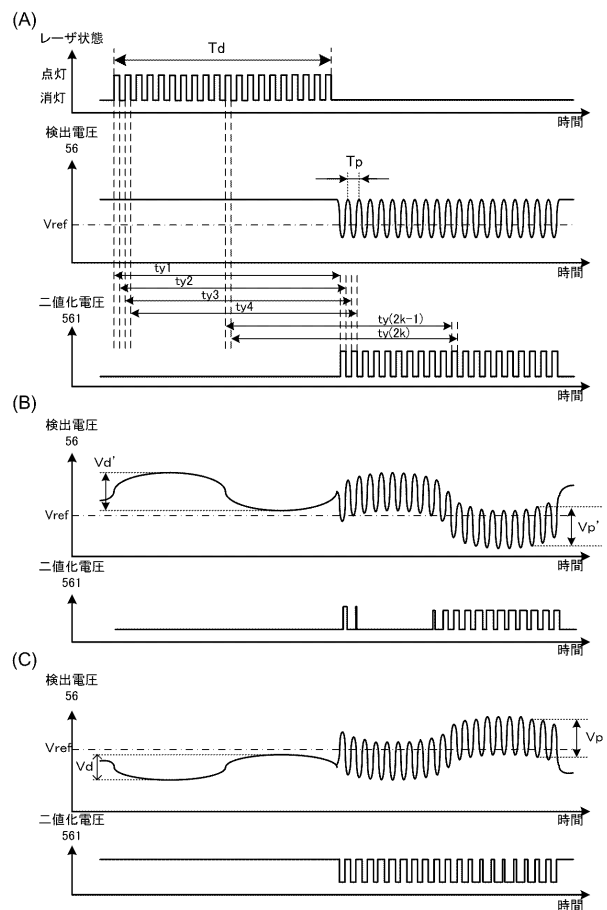 (A)
レーザ状態
Td
点灯
消灯
時間
検出電圧
56
Tp
Vref
時間
ty1
ty2
ty3
ty4
ty(2k-1)
ty(2k)
二値化電圧
561
時間
(B)
検出電圧
56
Vd'
Vref
Vp'
時間
二値化電圧
561
時間
(C)
検出電圧
56
Vref
Vd
Vp
時間
二値化電圧
561
時間